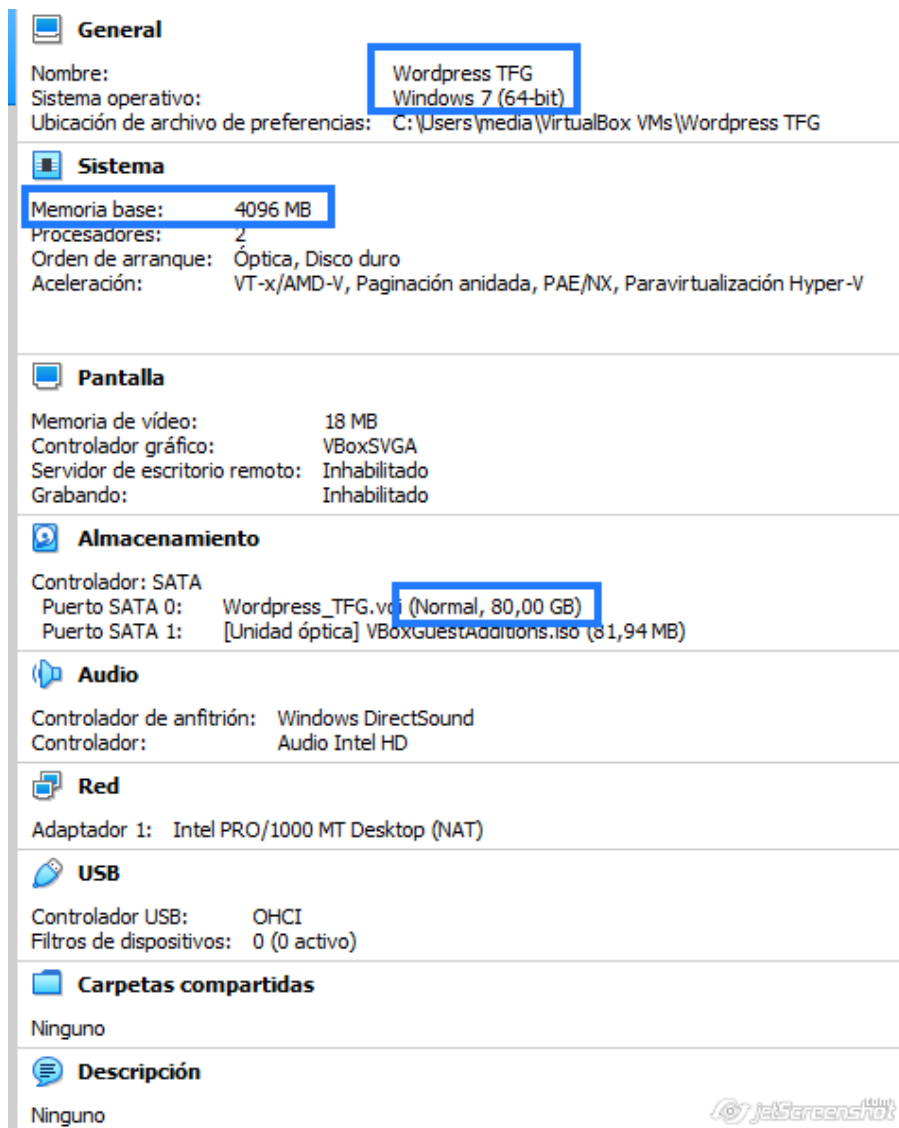 General
Nombre: Wordpress TFG
Sistema operativo: Windows 7 (64-bit)
Ubicación de archivo de preferencias: C:\Users\media\VirtualBox VMs\Wordpress TFG
Sistema
Memoria base: 4096 MB
Procesadores: 2
Orden de arranque: Óptica, Disco duro
Aceleración: VT-x/AMD-V, Paginación anidada, PAE/NX, Paravirtualización Hyper-V
Pantalla
Memoria de vídeo: 18 MB
Controlador gráfico: VBoxSVGA
Servidor de escritorio remoto: Inhabilitado
Grabando: Inhabilitado
Almacenamiento
Controlador: SATA
Puerto SATA 0: Wordpress_TFG.vdi (Normal, 80,00 GB)
Puerto SATA 1: [Unidad óptica] VBoxGuestAdditions.iso (81,94 MB)
Audio
Controlador de anfitrión: Windows DirectSound
Controlador: Audio Intel HD
Red
Adaptador 1: Intel PRO/1000 MT Desktop (NAT)
USB
Controlador USB: OHCI
Filtros de dispositivos: 0 (0 activo)
Carpetas compartidas
Ninguno
Descripción
Ninguno
jetScreenshot.com